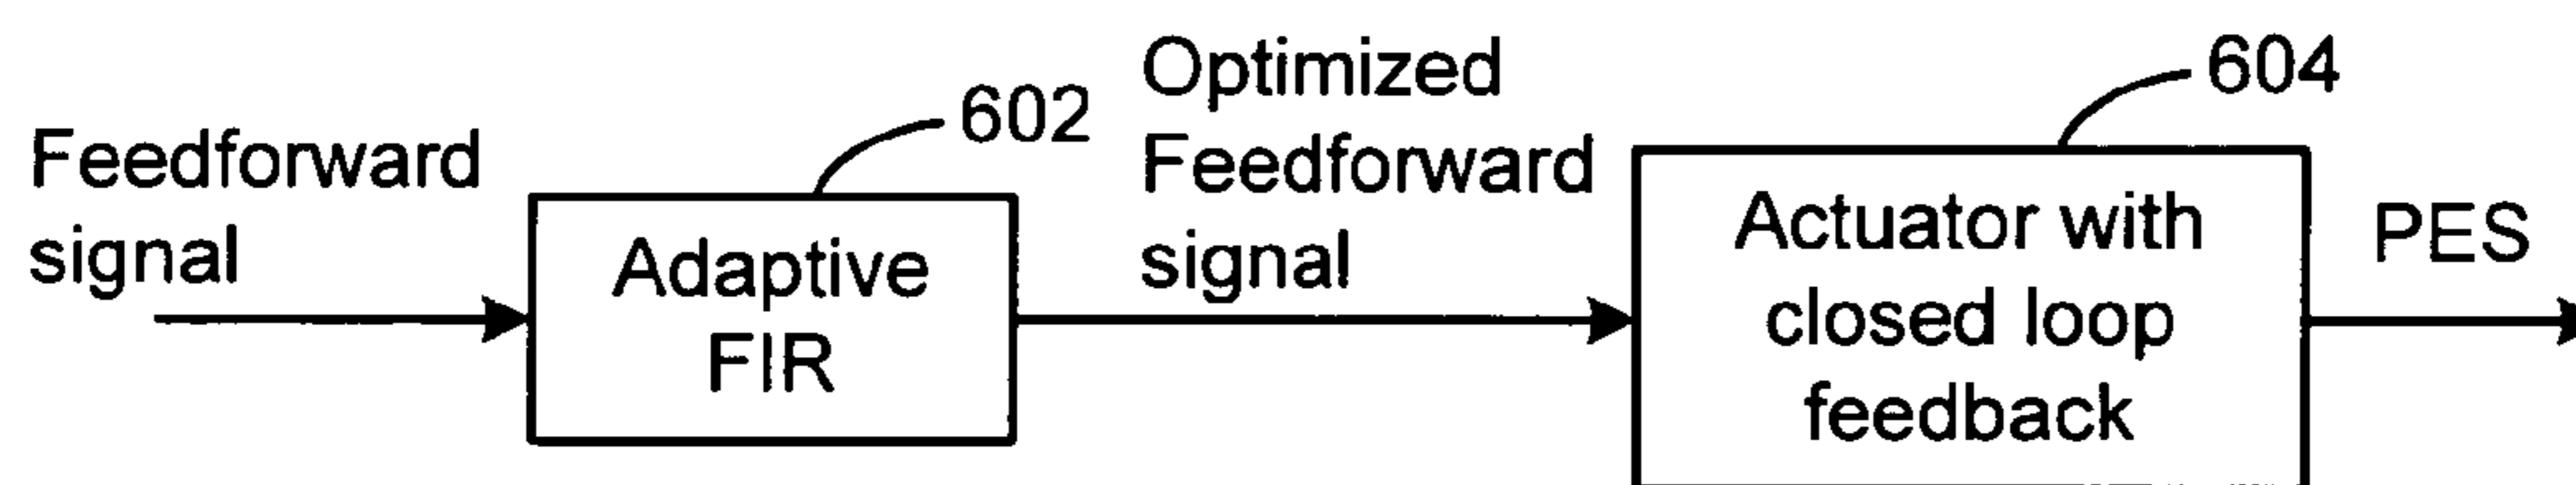 Feedforward
signal
602
Adaptive
FIR
Optimized
Feedforward
signal
604
Actuator with
closed loop
feedback
PES